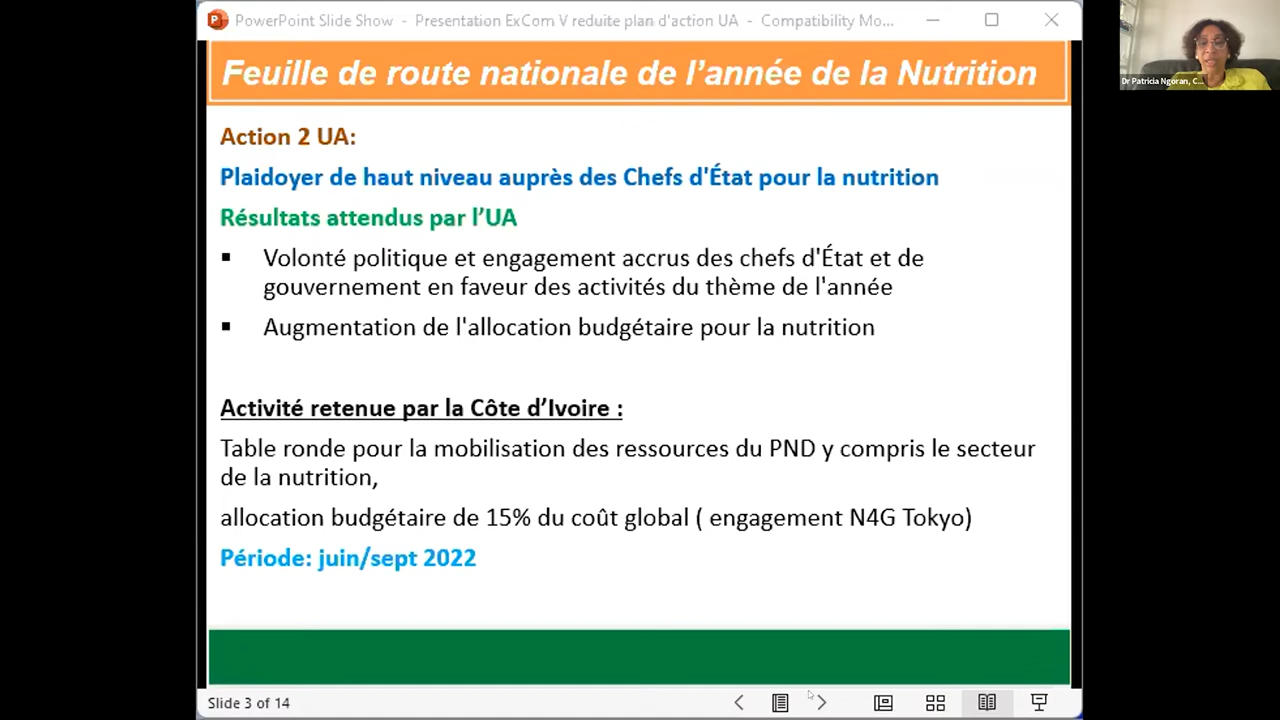 PowerPoint Slide Show - Presentation ExCom V reduite plan d'action UA - Compatibility Mo...
Feuille de route nationale de l’année de la Nutrition
Dr Patricia Ngoran, C...
Action 2 UA:
Plaidoyer de haut niveau auprès des Chefs d'État pour la nutrition
Résultats attendus par l’UA
▪ Volonté politique et engagement accrus des chefs d'État et de
gouvernement en faveur des activités du thème de l'année
▪ Augmentation de l'allocation budgétaire pour la nutrition
Activité retenue par la Côte d’Ivoire :
Table ronde pour la mobilisation des ressources du PND y compris le secteur
de la nutrition,
allocation budgétaire de 15% du coût global ( engagement N4G Tokyo)
Période: juin/sept 2022
Slide 3 of 14